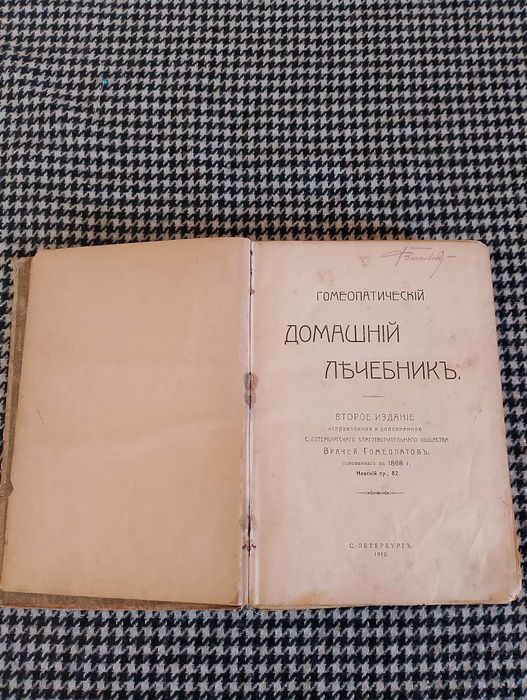 ГОМЕОПАТИЧЕСКІЙ
ДОМАШНІЙ
ЛѢЧЕБНИКЪ.
ВТОРОЕ ИЗДАНІЕ
исправленное и дополненное
С.-ПЕТЕРБУРГСКАГО БЛАГОТВОРИТЕЛЬНАГО ОБЩЕСТВА
ВРАЧЕЙ ГОМЕОПАТОВЪ,
основаннаго въ 1868 г.
Невскій пр., 82.
С.-ПЕТЕРБУРГЪ.
1912